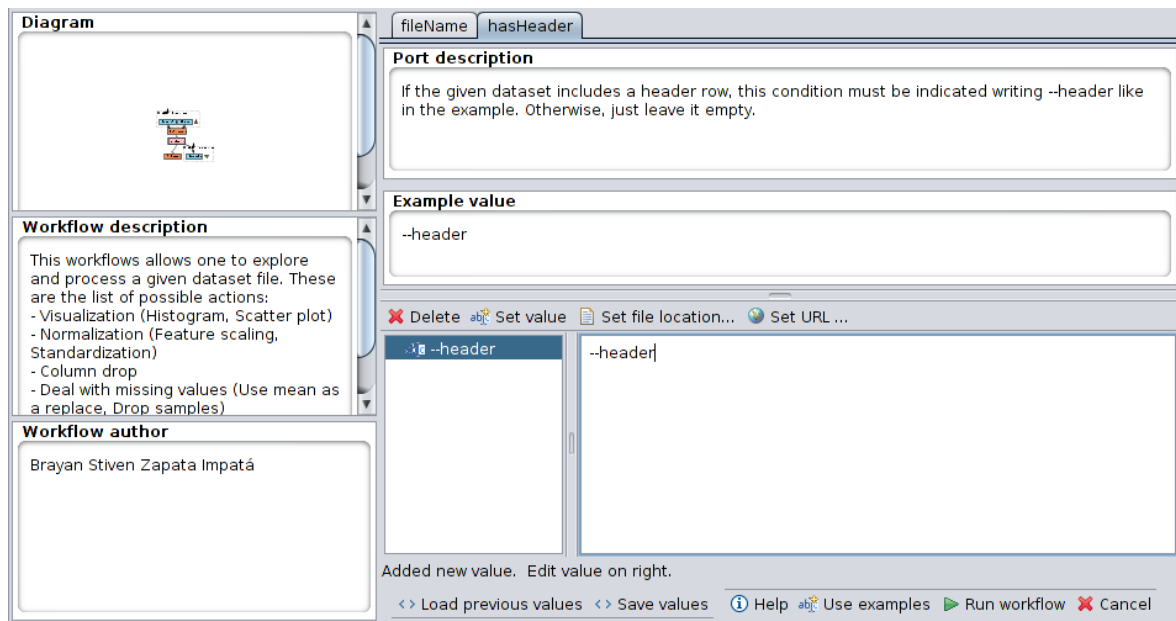 Diagram
Workflow description
This workflows allows one to explore
and process a given dataset file. These
are the list of possible actions:
- Visualization (Histogram, Scatter plot)
- Normalization (Feature scaling,
Standardization)
- Column drop
- Deal with missing values (Use mean as
a replace, Drop samples)
Workflow author
Brayan Stiven Zapata Impatá
fileName hasHeader
Port description
If the given dataset includes a header row, this condition must be indicated writing --header like
in the example. Otherwise, just leave it empty.
Example value
--header
Delete Set value Set file location... Set URL ...
--header
--header
Added new value. Edit value on right.
Load previous values Save values Help Use examples Run workflow Cancel